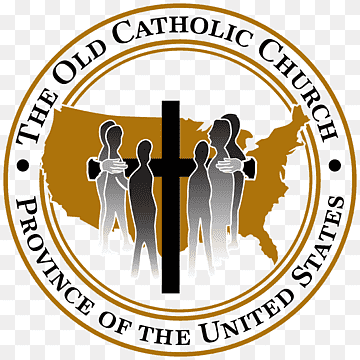 The Old Catholic Church
Province of the United States